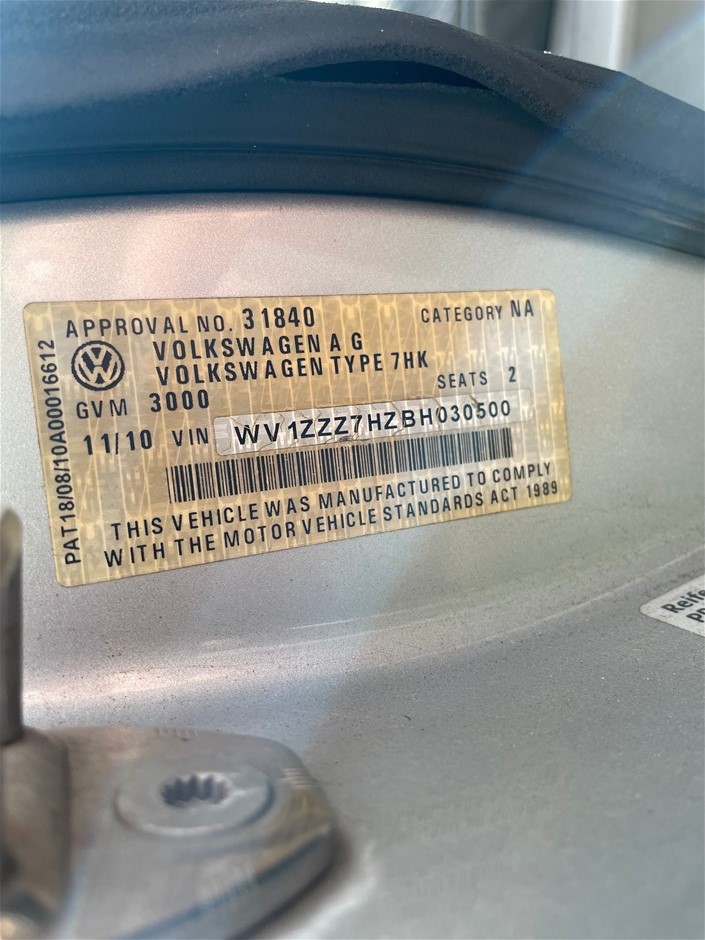 APPROVAL NO. 31840 CATEGORY NA
VOLKSWAGEN A G
VOLKSWAGEN TYPE 7HK
GVM 3000 SEATS 2
11/10 VIN WV1ZZZ7HZBH030500
THIS VEHICLE WAS MANUFACTURED TO COMPLY
WITH THE MOTOR VEHICLE STANDARDS ACT 1989
PAT18/08/10A00016612
Reife